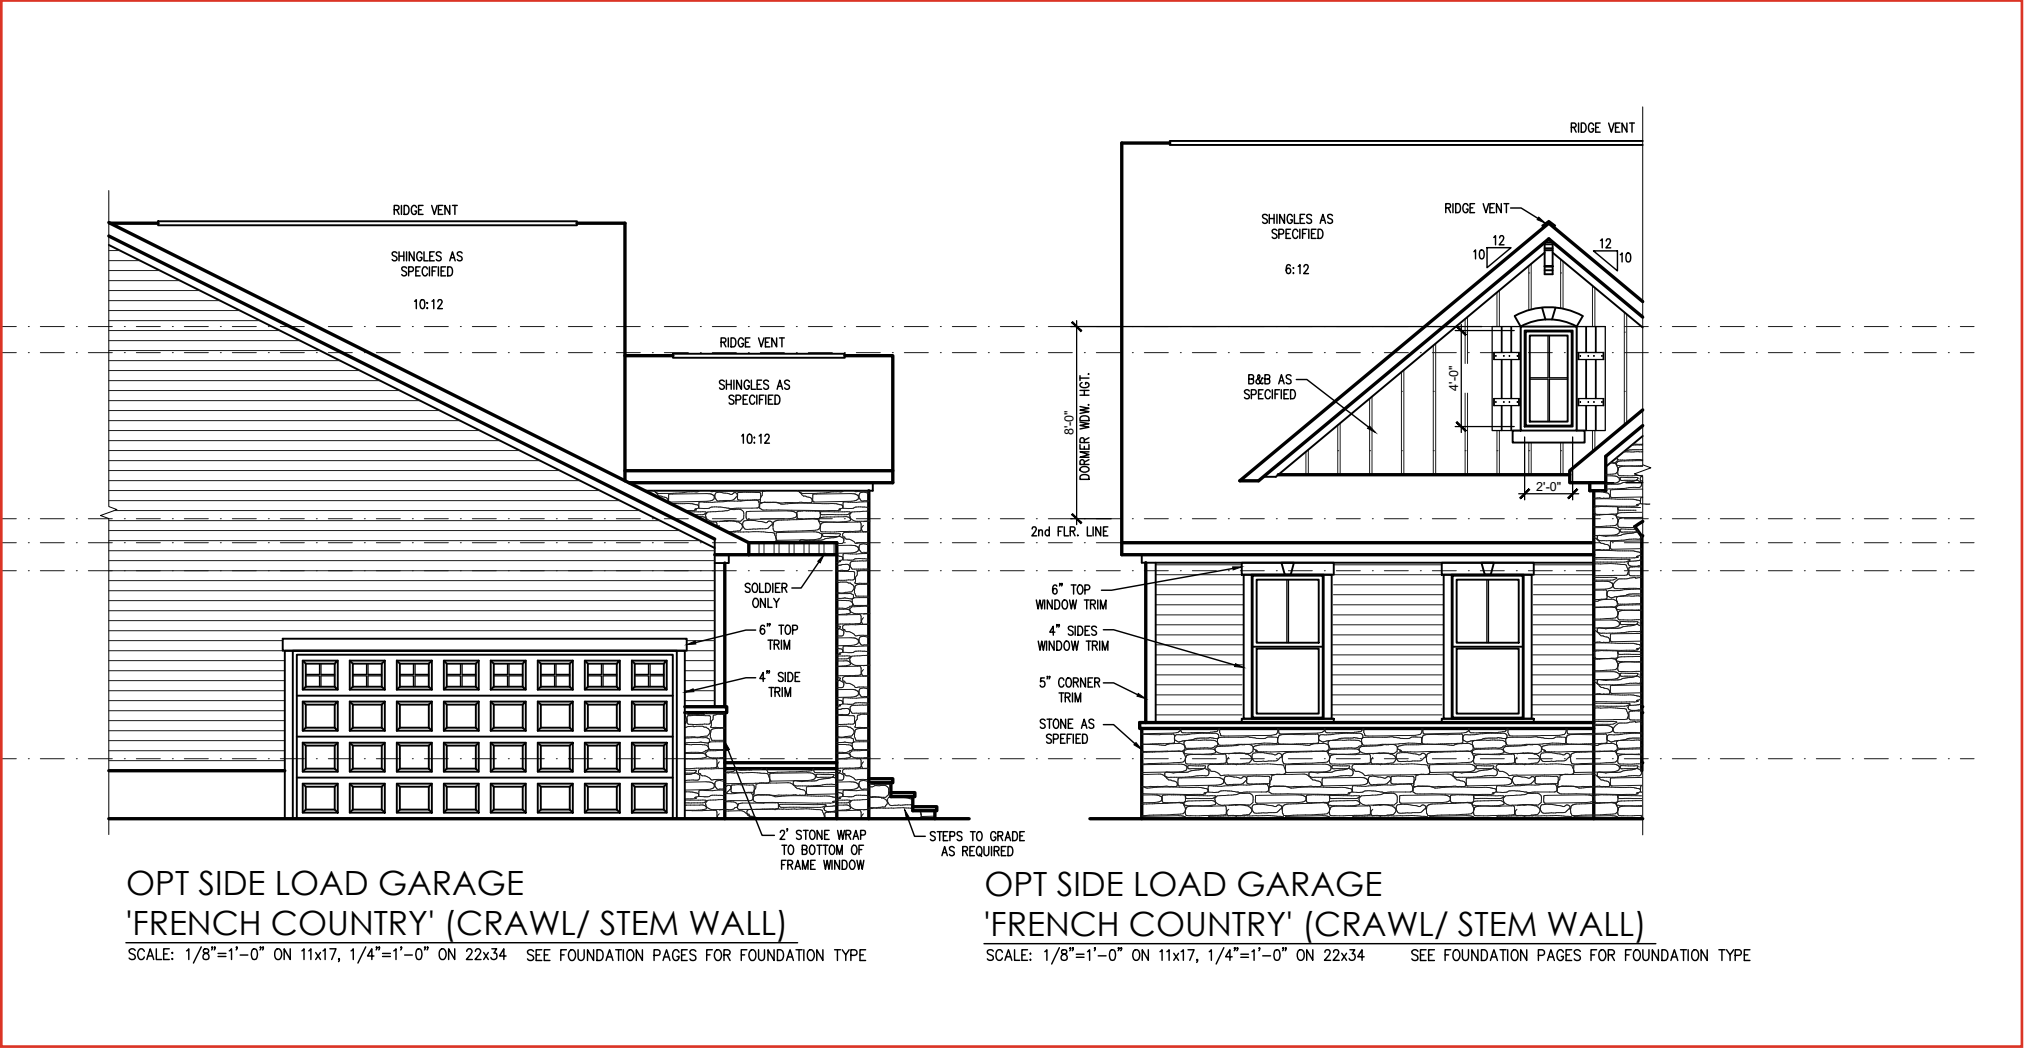 RIDGE VENT
SHINGLES AS
SPECIFIED
10:12
RIDGE VENT
SHINGLES AS
SPECIFIED
10:12
SOLDIER
ONLY
6" TOP
TRIM
4" SIDE
TRIM
2' STONE WRAP
TO BOTTOM OF
FRAME WINDOW
STEPS TO GRADE
AS REQUIRED
OPT SIDE LOAD GARAGE
'FRENCH COUNTRY' (CRAWL/ STEM WALL)
SCALE: 1/8"=1'-0" ON 11x17, 1/4"=1'-0" ON 22x34 SEE FOUNDATION PAGES FOR FOUNDATION TYPE
RIDGE VENT
RIDGE VENT
SHINGLES AS
SPECIFIED
6:12
12
10
12
10
B&B AS
SPECIFIED
4'-0"
2'-0"
8'-0"
DORMER WDW. HGT.
2nd FLR. LINE
6" TOP
WINDOW TRIM
4" SIDES
WINDOW TRIM
5" CORNER
TRIM
STONE AS
SPEFIED
OPT SIDE LOAD GARAGE
'FRENCH COUNTRY' (CRAWL/ STEM WALL)
SCALE: 1/8"=1'-0" ON 11x17, 1/4"=1'-0" ON 22x34 SEE FOUNDATION PAGES FOR FOUNDATION TYPE